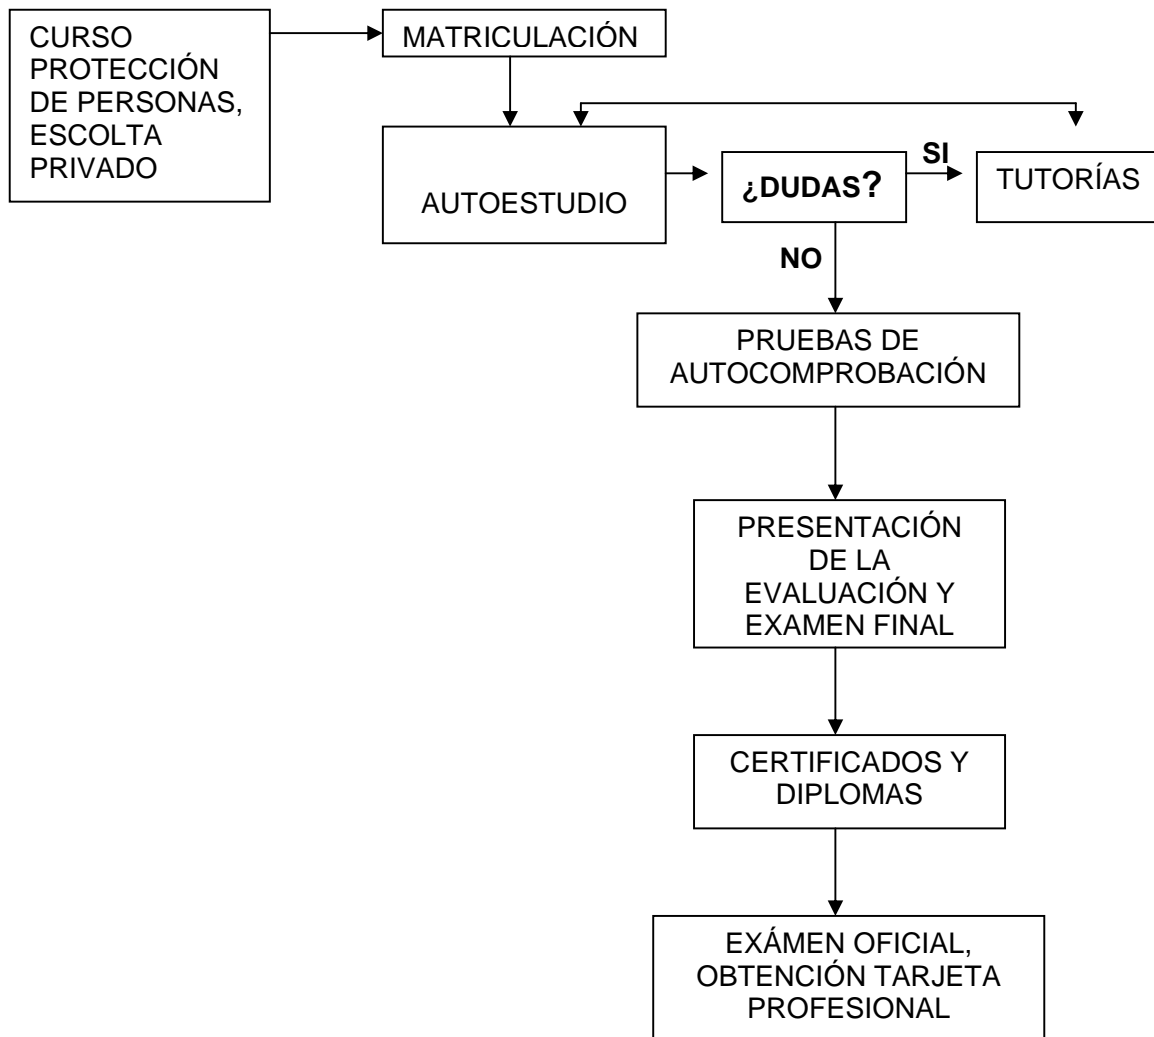 CURSO
PROTECCIÓN
DE PERSONAS,
ESCOLTA
PRIVADO
MATRICULACIÓN
AUTOESTUDIO
¿DUDAS?
SI
TUTORÍAS
NO
PRUEBAS DE
AUTOCOMPROBACIÓN
PRESENTACIÓN
DE LA
EVALUACIÓN Y
EXAMEN FINAL
CERTIFICADOS Y
DIPLOMAS
EXÁMEN OFICIAL,
OBTENCIÓN TARJETA
PROFESIONAL